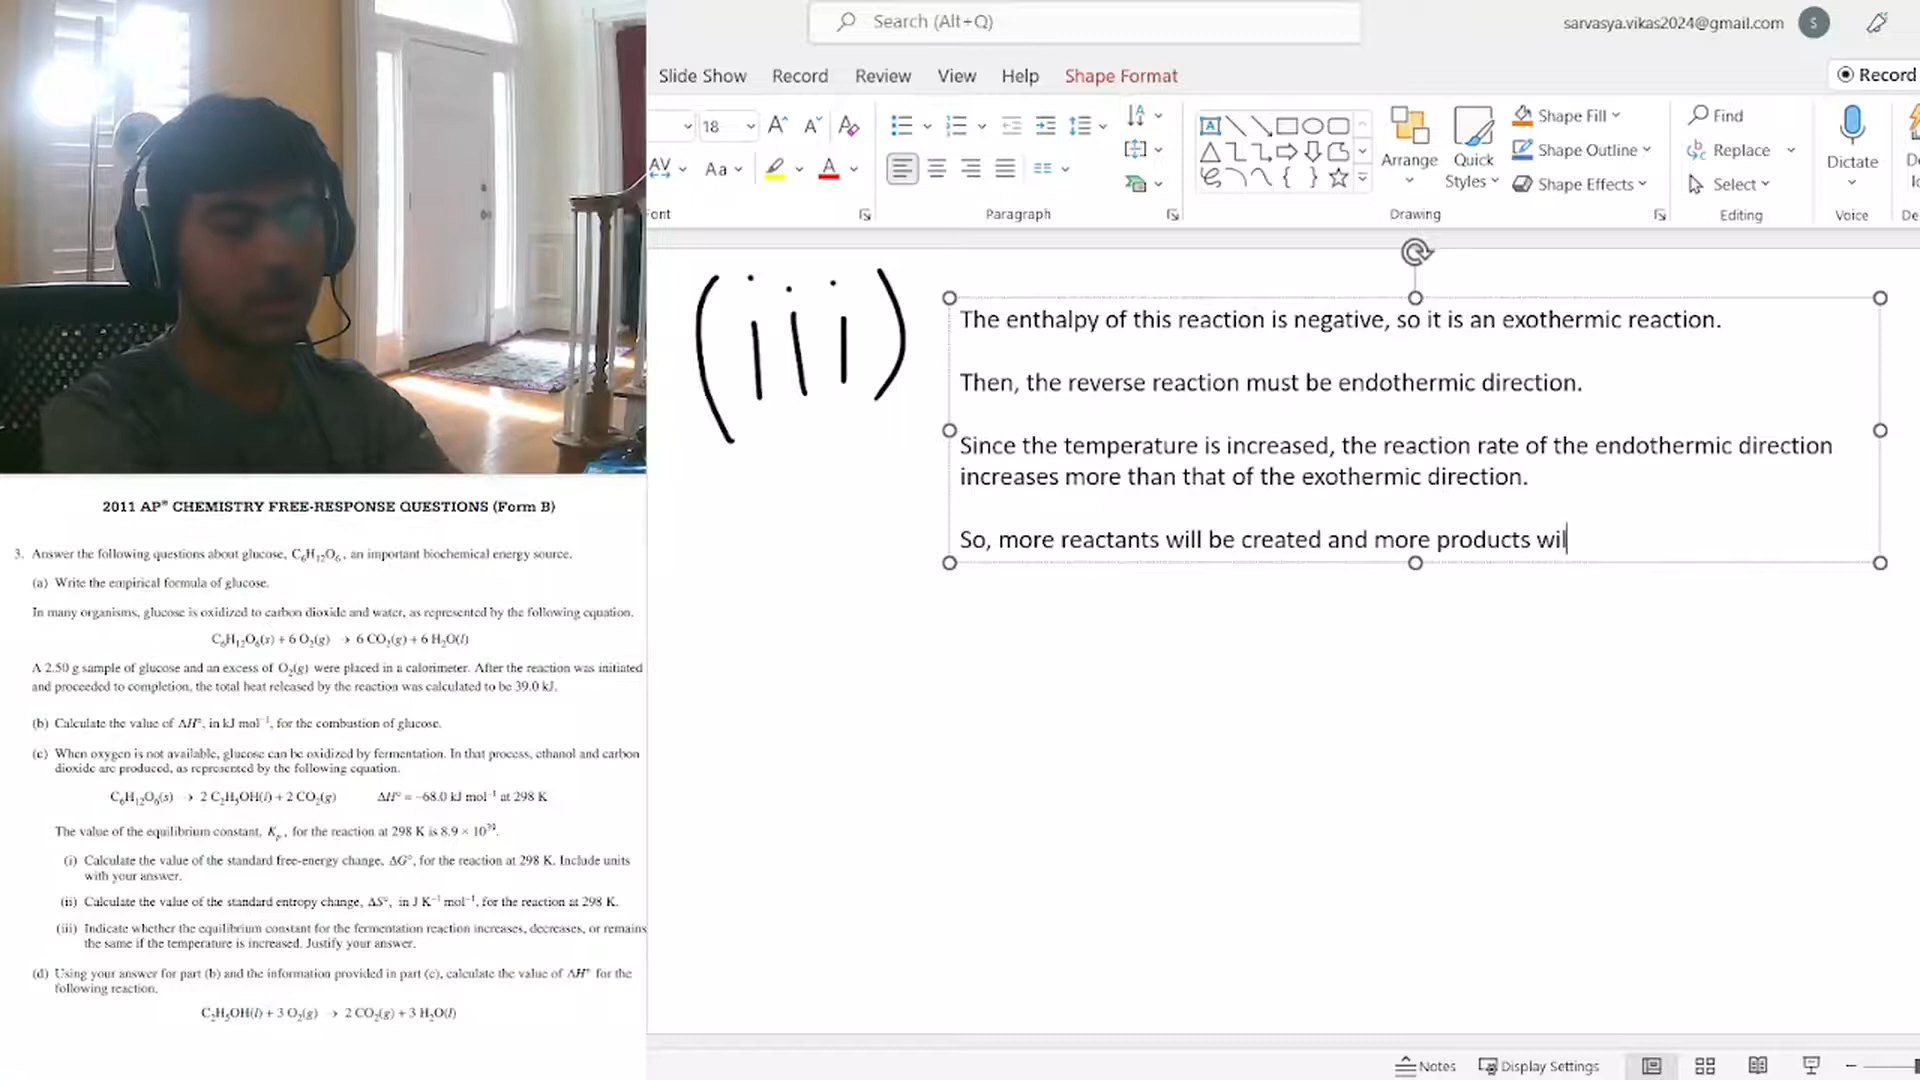 Search (Alt+Q)
sarvasya.vikas2024@gmail.com
S
Slide Show Record Review View Help Shape Format
Record
18
Aa
Arrange
Quick
Styles
Shape Fill
Shape Outline
Shape Effects
Find
Replace
Select
Dictate
Font
Paragraph
Drawing
Editing
Voice
(iii)
The enthalpy of this reaction is negative, so it is an exothermic reaction.
Then, the reverse reaction must be endothermic direction.
Since the temperature is increased, the reaction rate of the endothermic direction
increases more than that of the exothermic direction.
So, more reactants will be created and more products wil
2011 AP® CHEMISTRY FREE-RESPONSE QUESTIONS (Form B)
3. Answer the following questions about glucose, C₆H₁₂O₆, an important biochemical energy source.
(a) Write the empirical formula of glucose.
In many organisms, glucose is oxidized to carbon dioxide and water, as represented by the following equation.
C₆H₁₂O₆(s) + 6 O₂(g) → 6 CO₂(g) + 6 H₂O(l)
A 2.50 g sample of glucose and an excess of O₂(g) were placed in a calorimeter. After the reaction was initiated
and proceeded to completion, the total heat released by the reaction was calculated to be 39.0 kJ.
(b) Calculate the value of ΔH°, in kJ mol⁻¹, for the combustion of glucose.
(c) When oxygen is not available, glucose can be oxidized by fermentation. In that process, ethanol and carbon
dioxide are produced, as represented by the following equation.
C₆H₁₂O₆(s) → 2 C₂H₅OH(l) + 2 CO₂(g) ΔH° = −68.0 kJ mol⁻¹ at 298 K
The value of the equilibrium constant, Kₚ, for the reaction at 298 K is 8.9 × 10³⁹.
(i) Calculate the value of the standard free-energy change, ΔG°, for the reaction at 298 K. Include units
with your answer.
(ii) Calculate the value of the standard entropy change, ΔS°, in J K⁻¹ mol⁻¹, for the reaction at 298 K.
(iii) Indicate whether the equilibrium constant for the fermentation reaction increases, decreases, or remains
the same if the temperature is increased. Justify your answer.
(d) Using your answer for part (b) and the information provided in part (c), calculate the value of ΔH° for the
following reaction.
C₂H₅OH(l) + 3 O₂(g) → 2 CO₂(g) + 3 H₂O(l)
Notes
Display Settings